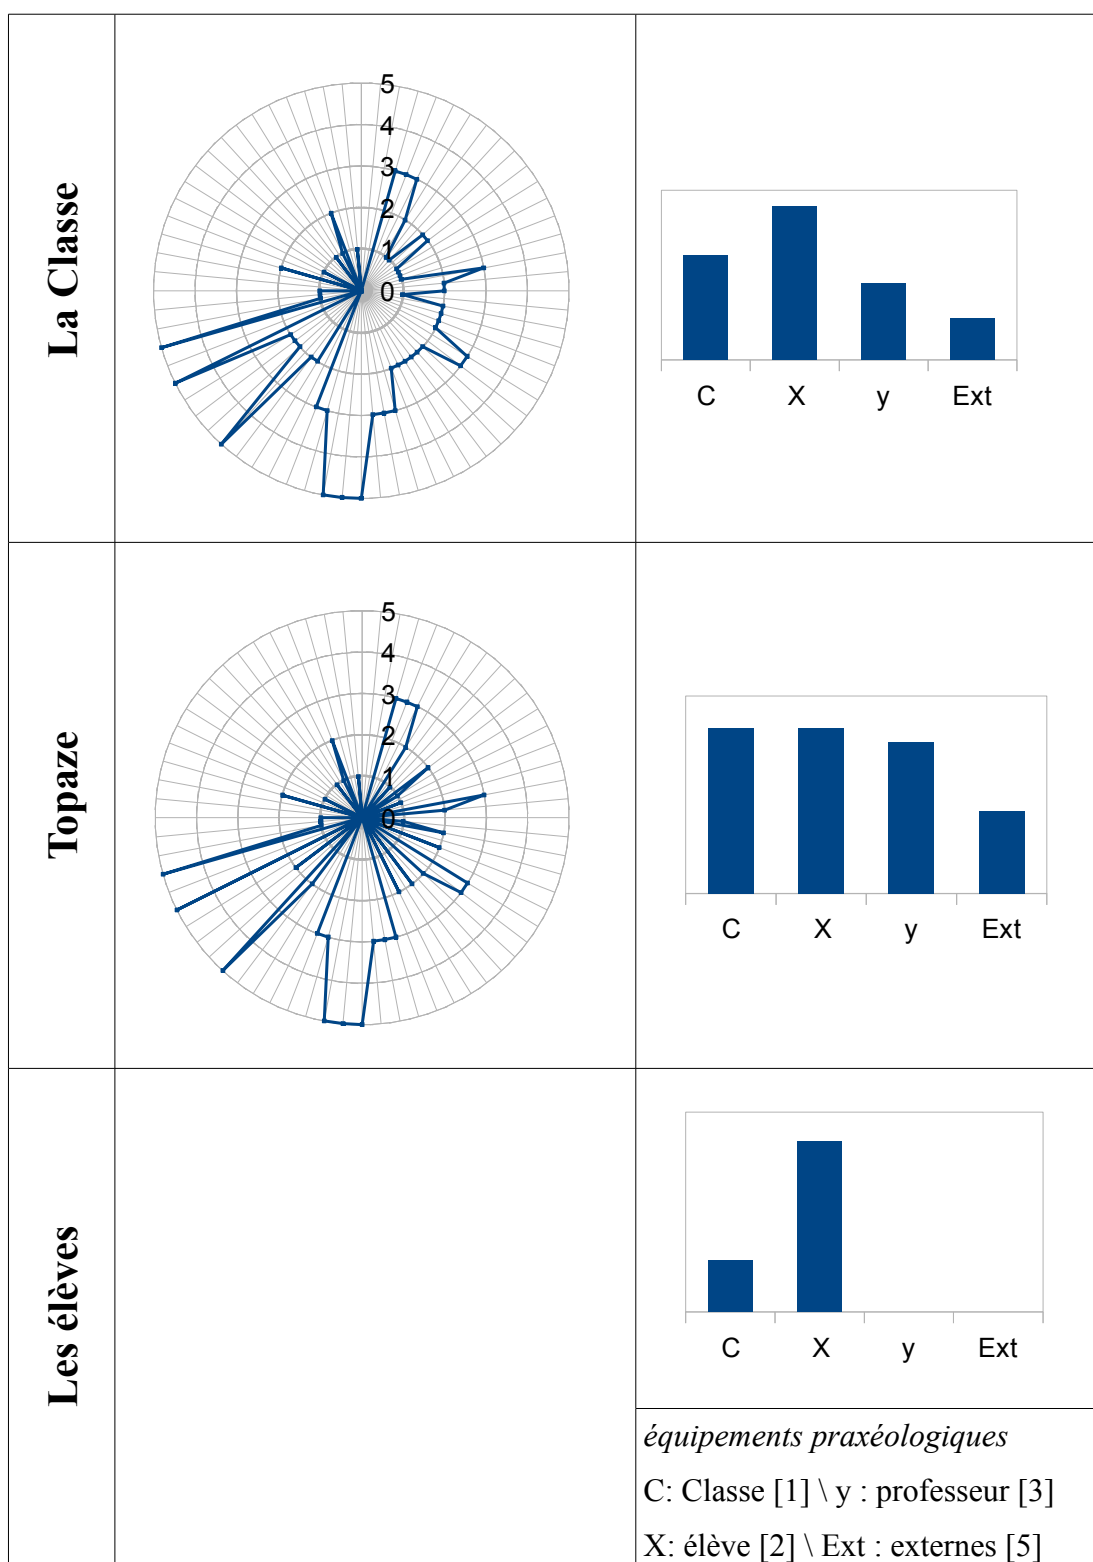 La Classe
5
4
3
2
1
0
C X y Ext
Topaze
5
4
3
2
1
0
C X y Ext
Les élèves
C X y Ext
équipements praxéologiques
C: Classe [1] \ y : professeur [3]
X: élève [2] \ Ext : externes [5]